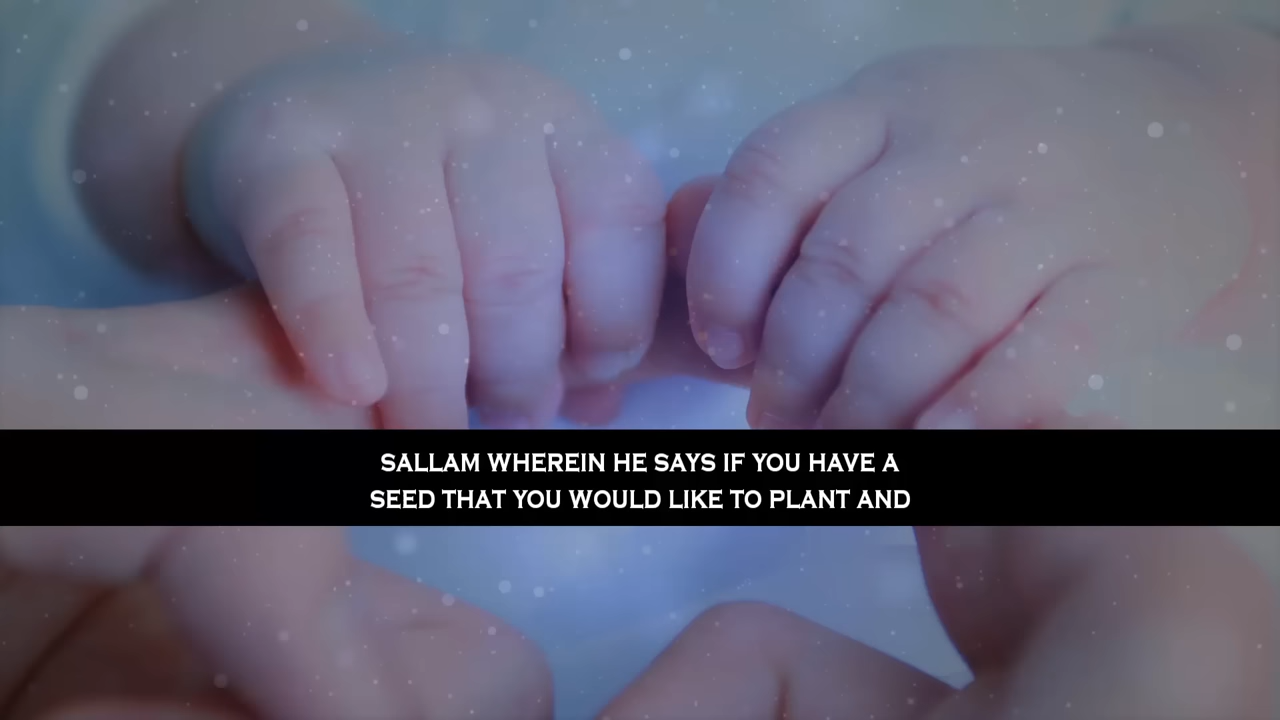 SALLAM WHEREIN HE SAYS IF YOU HAVE A
SEED THAT YOU WOULD LIKE TO PLANT AND